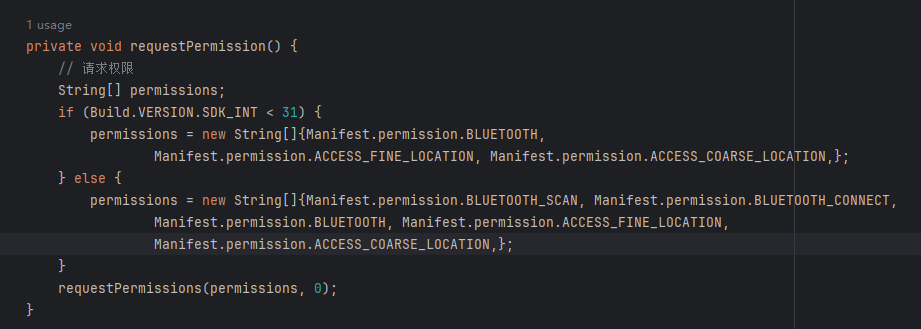 1 usage
private void requestPermission() {
// 请求权限
String[] permissions;
if (Build.VERSION.SDK_INT < 31) {
permissions = new String[]{Manifest.permission.BLUETOOTH,
Manifest.permission.ACCESS_FINE_LOCATION, Manifest.permission.ACCESS_COARSE_LOCATION,};
} else {
permissions = new String[]{Manifest.permission.BLUETOOTH_SCAN, Manifest.permission.BLUETOOTH_CONNECT,
Manifest.permission.BLUETOOTH, Manifest.permission.ACCESS_FINE_LOCATION,
Manifest.permission.ACCESS_COARSE_LOCATION,};
}
requestPermissions(permissions, 0);
}